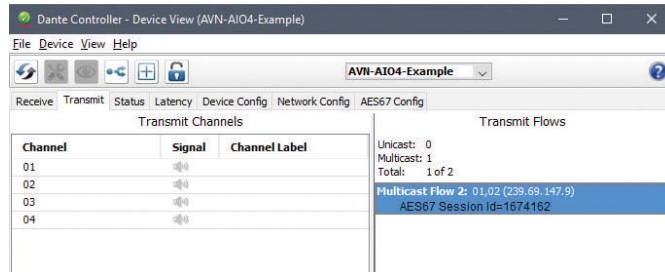 Dante Controller - Device View (AVN-AIO4-Example)
File Device View Help
AVN-AIO4-Example
Receive Transmit Status Latency Device Config Network Config AES67 Config
Transmit Channels
Channel Signal Channel Label
01
02
03
04
Transmit Flows
Unicast: 0
Multicast: 1
Total: 1 of 2
Multicast Flow 2: 01,02 (239.69.147.9)
AES67 Session Id=1674162